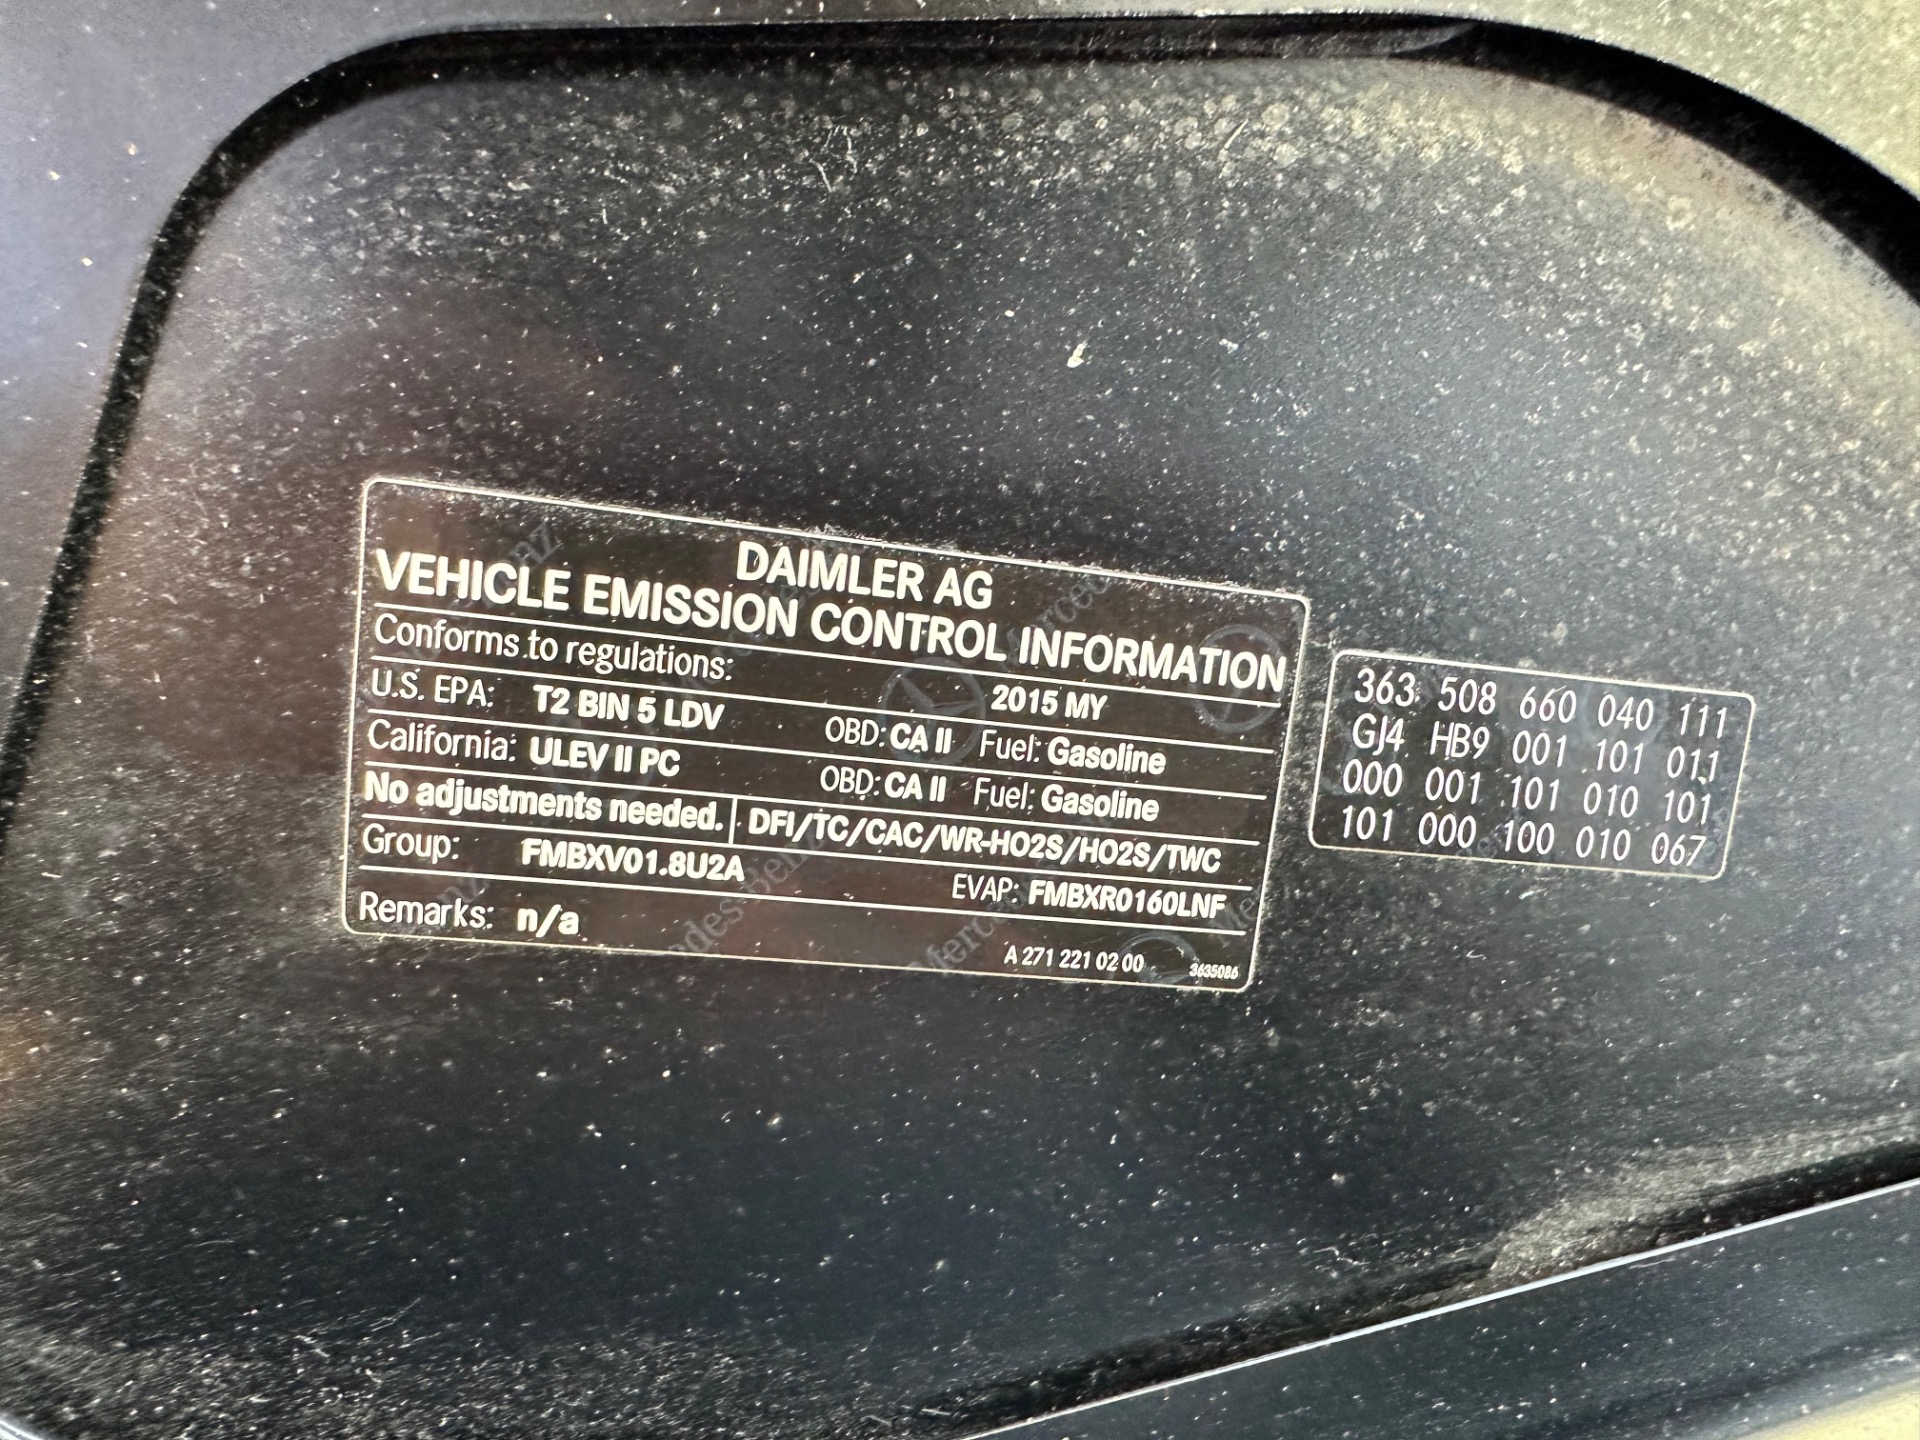 DAIMLER AG
VEHICLE EMISSION CONTROL INFORMATION
Conforms to regulations: 2015 MY
U.S. EPA: T2 BIN 5 LDV OBD: CA II Fuel: Gasoline
California: ULEV II PC OBD: CA II Fuel: Gasoline
No adjustments needed. DFI/TC/CAC/WR-HO2S/HO2S/TWC
Group: FMBXV01.8U2A EVAP: FMBXR0160LNF
Remarks: n/a
A 271 221 02 00 3635086
363 508 660 040 111
GJ4 HB9 001 101 011
000 001 101 010 101
101 000 100 010 067